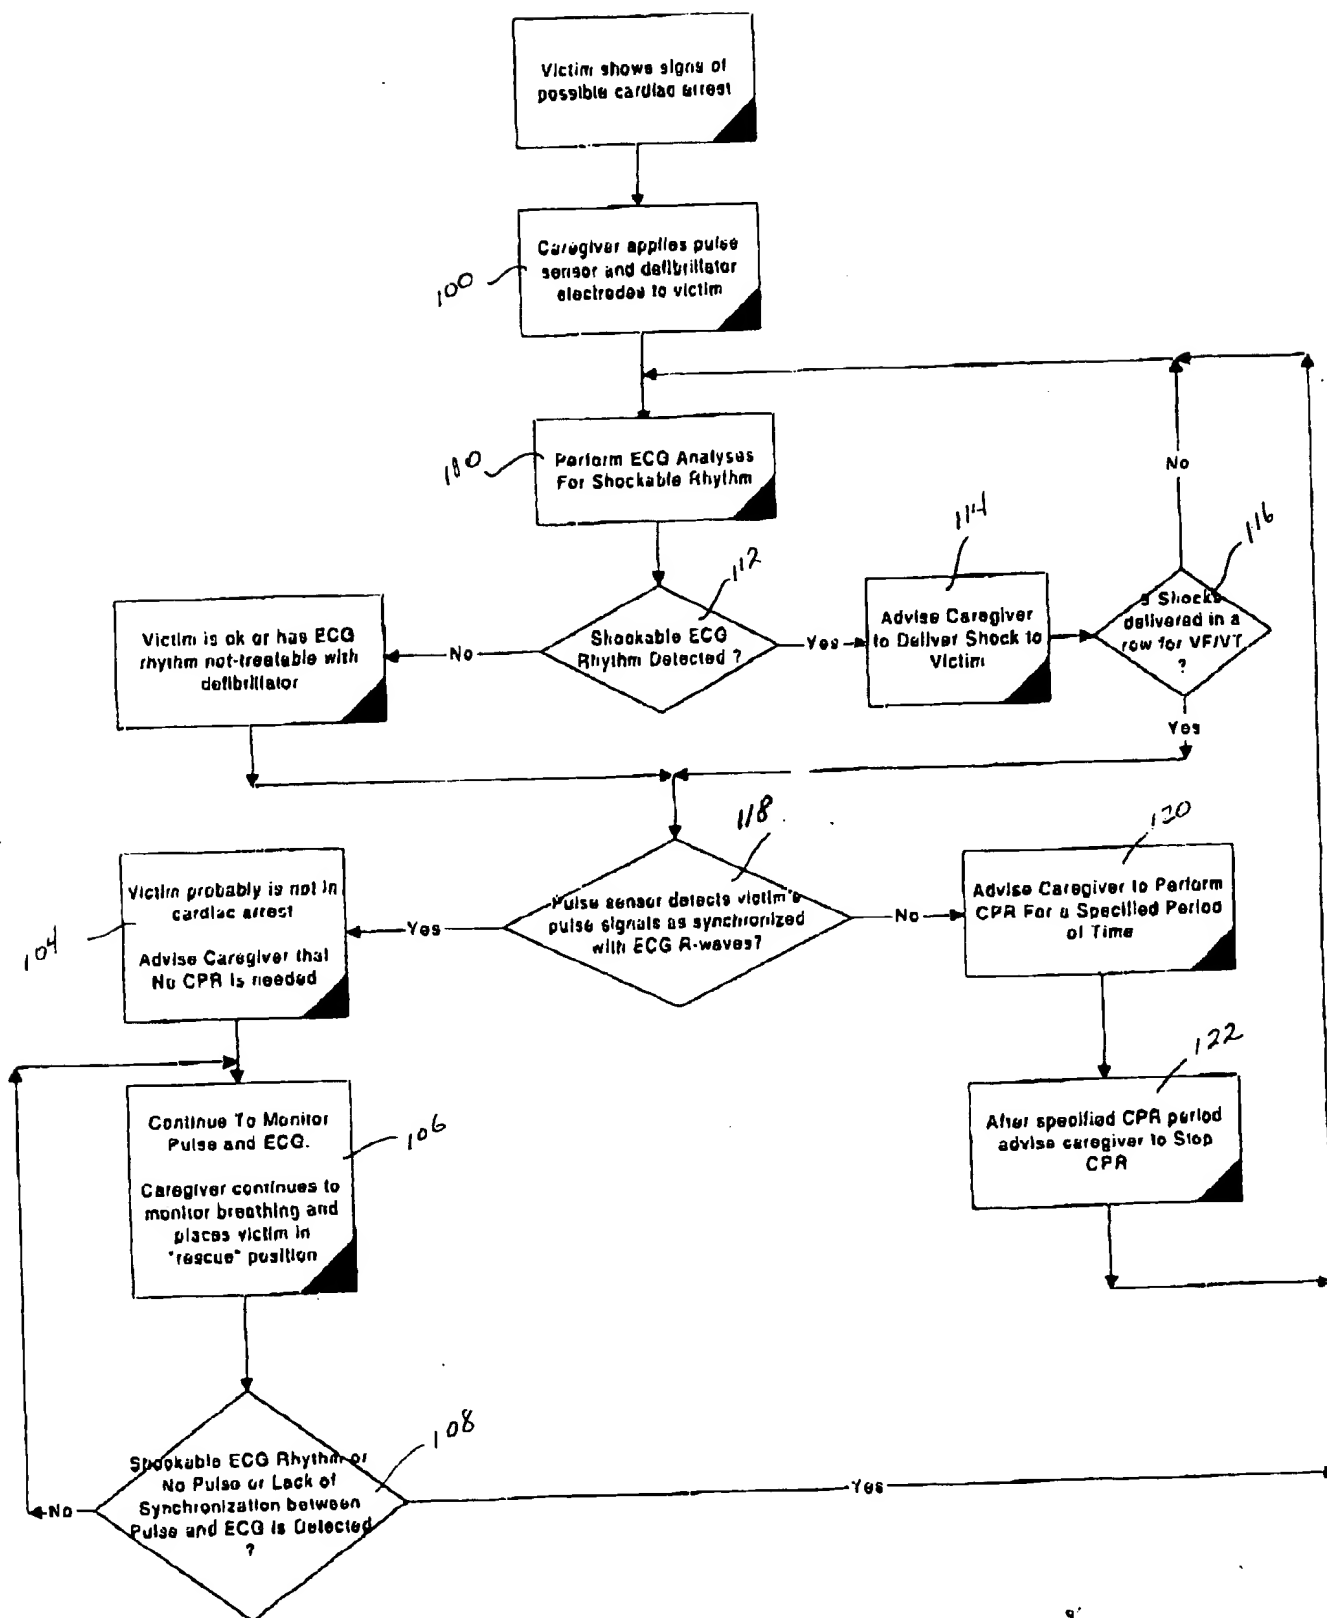 Victim shows signs of
possible cardiac arrest
Caregiver applies pulse
sensor and defibrillator
electrodes to victim
100
Perform ECG Analyses
For Shockable Rhythm
110
Shockable ECG
Rhythm Detected ?
112
No
Yes
Victim is ok or has ECG
rhythm not-treatable with
defibrillator
114
Advise Caregiver
to Deliver Shock to
Victim
116
Shocks
delivered in a
row for VF/VT
?
No
Yes
118
Pulse sensor detects victim's
pulse signals as synchronized
with ECG R-waves?
Yes
No
104
Victim probably is not in
cardiac arrest
Advise Caregiver that
No CPR is needed
120
Advise Caregiver to Perform
CPR For a Specified Period
of Time
122
After specified CPR period
advise caregiver to Stop
CPR
106
Continue To Monitor
Pulse and ECG.
Caregiver continues to
monitor breathing and
places victim in
"rescue" position
108
Shockable ECG Rhythm or
No Pulse or Lack of
Synchronization between
Pulse and ECG is Detected
?
No
Yes